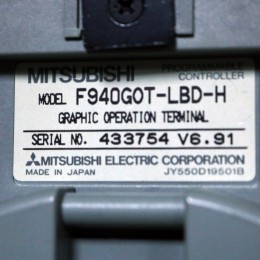 MITSUBISHI PROGRAMMABLE
CONTROLLER
MODEL F940GOT-LBD-H
GRAPHIC OPERATION TERMINAL
SERIAL NO. 433754 V6.91
MITSUBISHI ELECTRIC CORPORATION
MADE IN JAPAN JY550D19501B